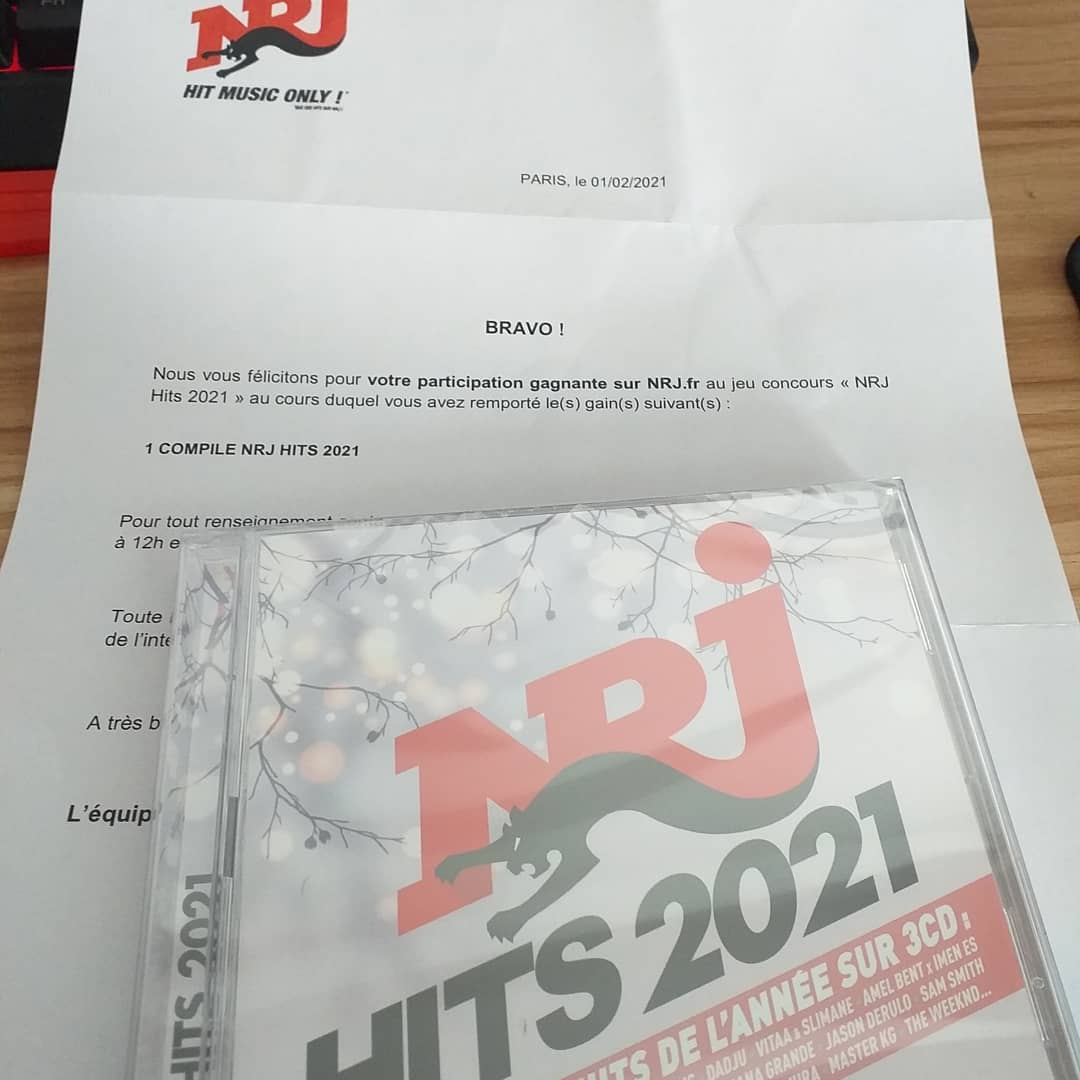 NRJ
HIT MUSIC ONLY !
PARIS, le 01/02/2021
BRAVO !
Nous vous félicitons pour votre participation gagnante sur NRJ.fr au jeu concours « NRJ
Hits 2021 » au cours duquel vous avez remporté le(s) gain(s) suivant(s) :
1 COMPILE NRJ HITS 2021
Pour tout renseignement
à 12h e
Toute
de l'inte
A très b
L'équip
NRJ
HITS 2021
HITS 2021
HITS DE L'ANNÉE SUR 3CD :
DADJU VITAA & SLIMANE AMEL BENT x IMEN ES
ANA GRANDE JASON DERULO SAM SMITH
MASTER KG THE WEEKND...